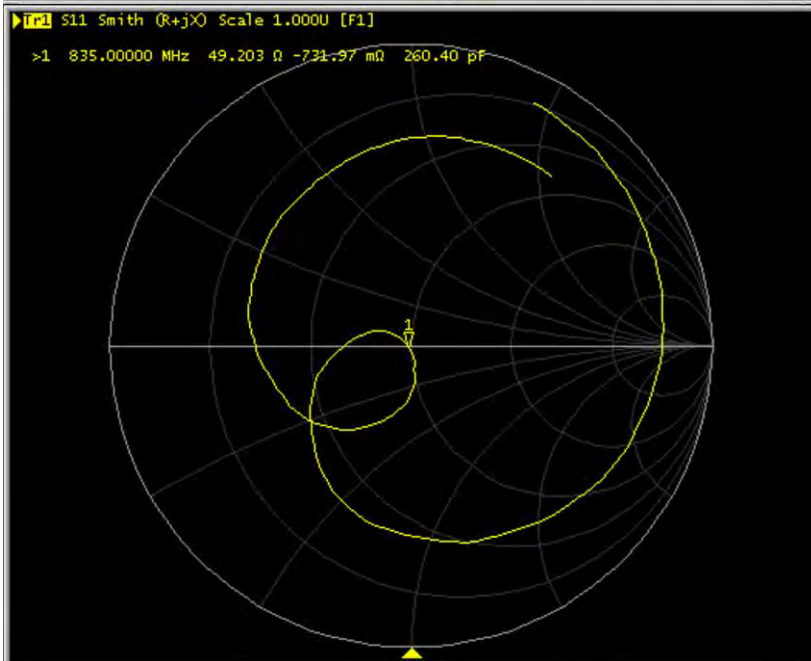 Tr1 S11 Smith (R+jX) Scale 1.000U [F1]
>1 835.00000 MHz 49.203 Ω -731.97 mΩ 260.40 pF
1